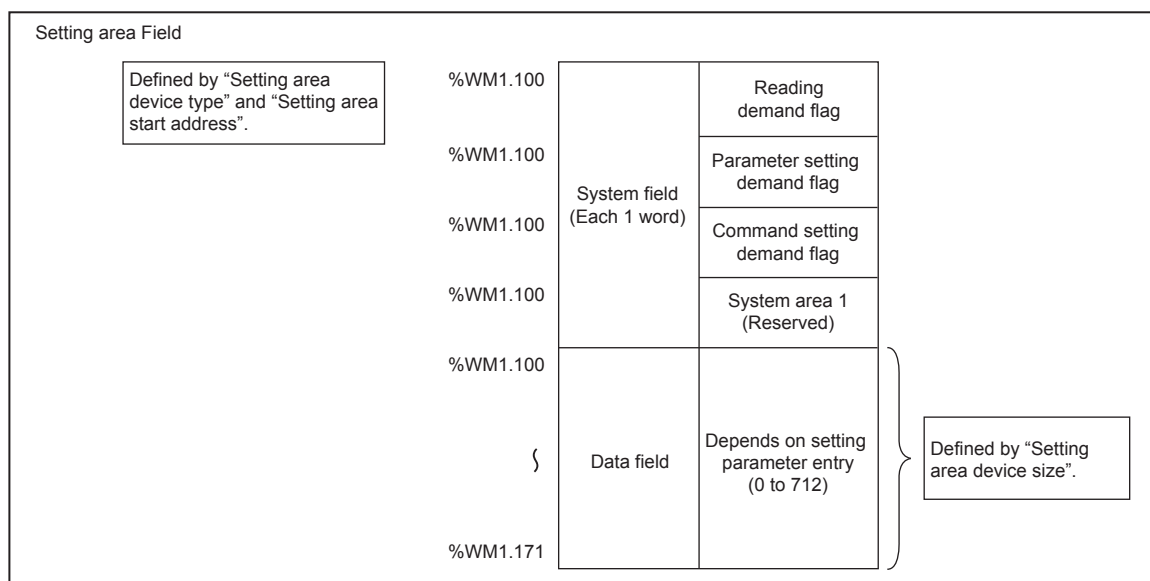 Setting area Field
Defined by “Setting area
device type” and “Setting area
start address”.
%WM1.100
Reading
demand flag
%WM1.100
Parameter setting
demand flag
System field
(Each 1 word)
%WM1.100
Command setting
demand flag
%WM1.100
System area 1
(Reserved)
%WM1.100
Data field
Depends on setting
parameter entry
(0 to 712)
Defined by “Setting
area device size”.
%WM1.171